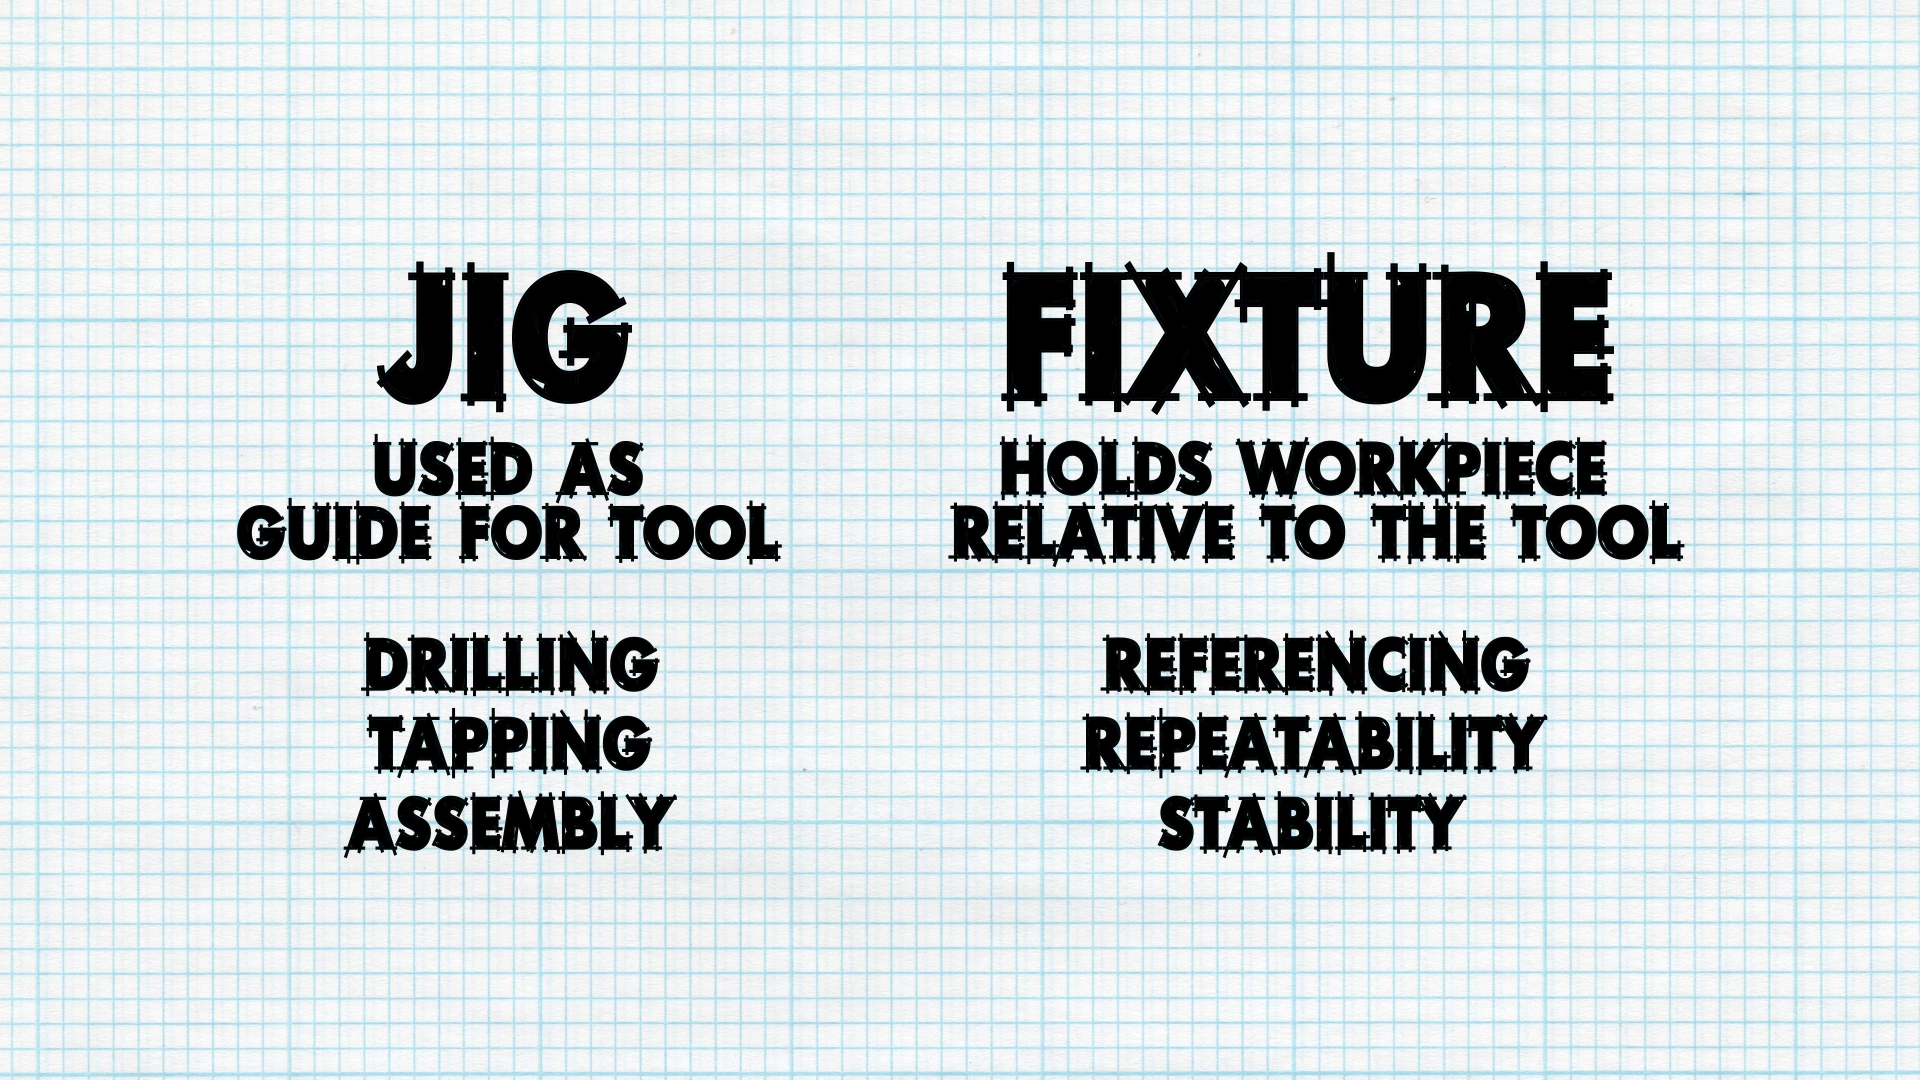 JIG
USED AS
GUIDE FOR TOOL
DRILLING
TAPPING
ASSEMBLY
FIXTURE
HOLDS WORKPIECE
RELATIVE TO THE TOOL
REFERENCING
REPEATABILITY
STABILITY